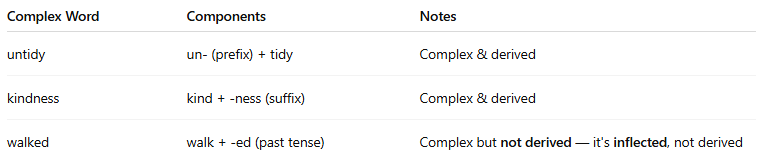 Complex Word Components Notes
untidy un- (prefix) + tidy Complex & derived
kindness kind + -ness (suffix) Complex & derived
walked walk + -ed (past tense) Complex but not derived — it's inflected, not derived